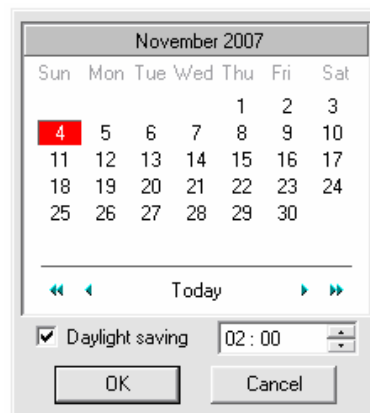 November 2007
Sun Mon Tue Wed Thu Fri Sat
1 2 3
4 5 6 7 8 9 10
11 12 13 14 15 16 17
18 19 20 21 22 23 24
25 26 27 28 29 30
Today
Daylight saving 02 : 00
OK Cancel